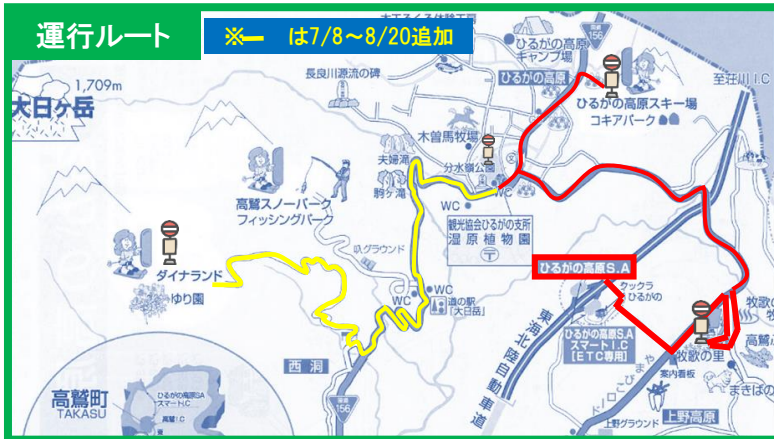 運行ルート
※━ は7/8～8/20追加
1,709m
大日ヶ岳
長良川源流の碑
ひるがの高原
キャンプ場
156
ひるがの高原
至荘川I.C
ひるがの高原スキー場
コキアパーク
木曽馬牧場
夫婦滝
分水嶺公園
駒ヶ滝
WC
WC
高鷲スノーパーク
フィッシングパーク
観光協会ひるがの支所
湿原植物園
〒
叺グラウンド
ダイナランド
ゆり園
ひるがの高原S.A
クックラ
ひるがの
WC
WC
道の駅
「大日岳」
ひるがの高原S.A
スマートI.C
[ETC専用]
東海北陸自動車道
牧歌の里
案内看板
西洞
156
まきばの
上野グラウンド
上野高原
高鷲町
TAKASU
ひるがの高原SA
スマートI.C
高鷲I.C